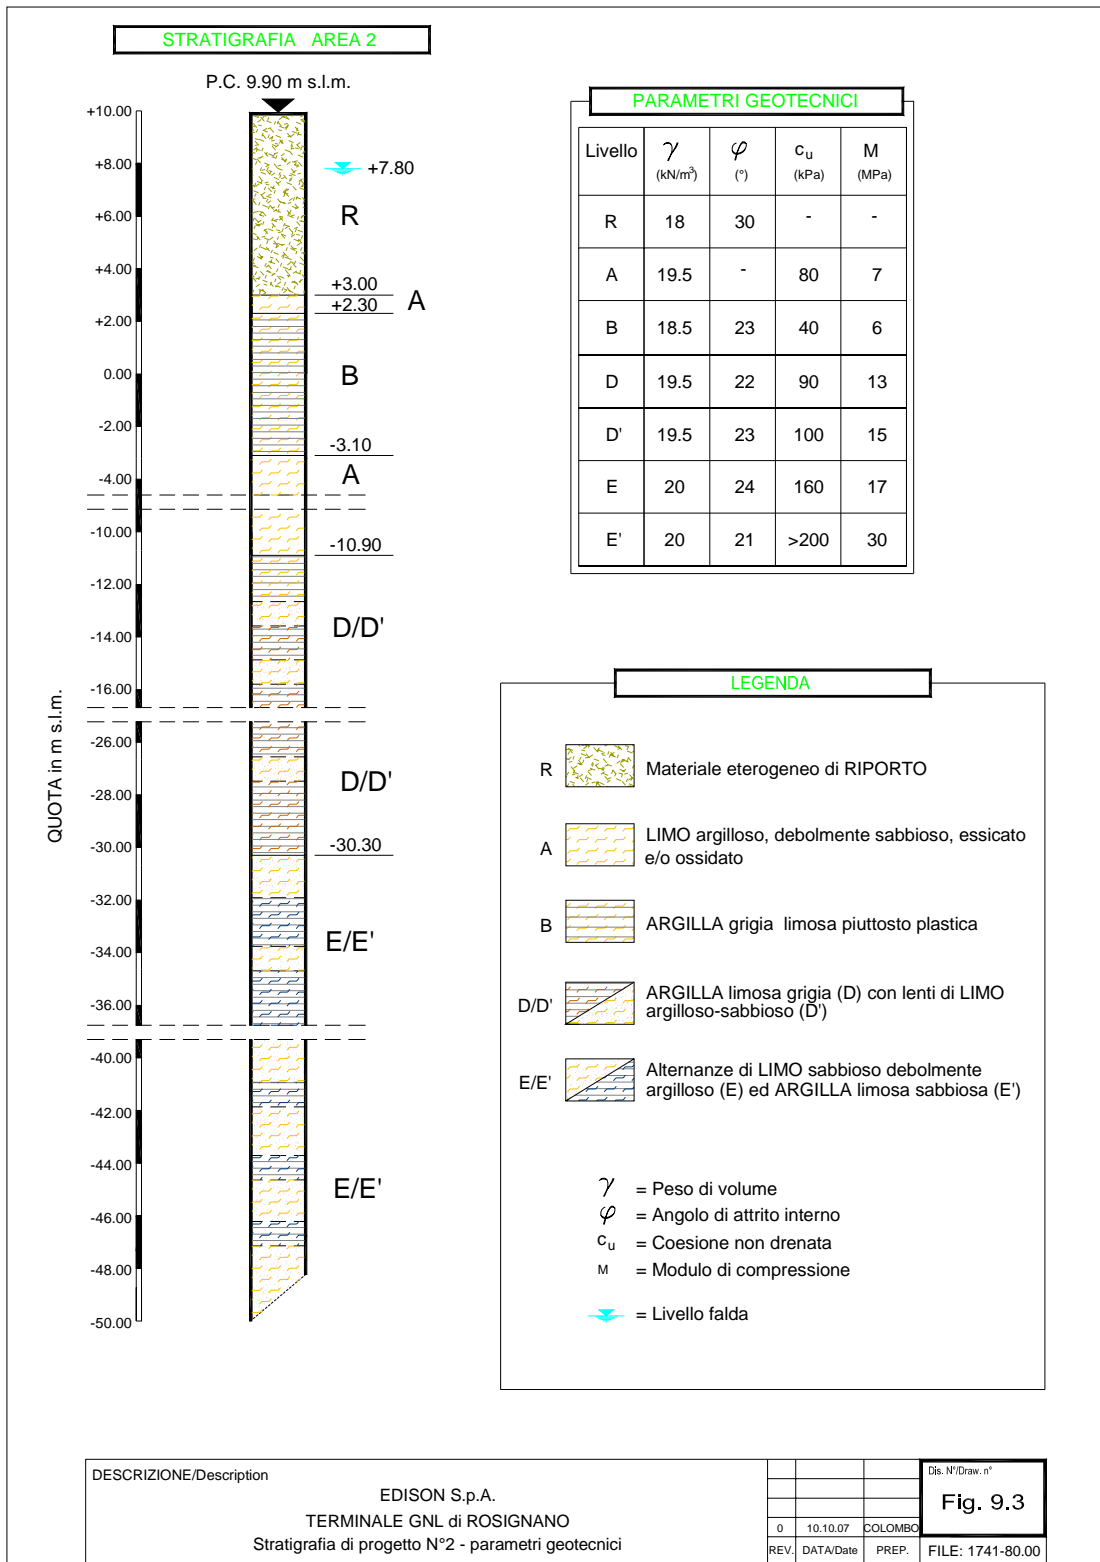 STRATIGRAFIA AREA 2
P.C. 9.90 m s.l.m.
+10.00
+8.00
+6.00
+4.00
+2.00
0.00
-2.00
-4.00
-10.00
-12.00
-14.00
-16.00
-26.00
-28.00
-30.00
-32.00
-34.00
-36.00
-40.00
-42.00
-44.00
-46.00
-48.00
-50.00
QUOTA in m s.l.m.
+7.80
R
+3.00
+2.30
A
B
-3.10
A
-10.90
D/D'
D/D'
-30.30
E/E'
E/E'
PARAMETRI GEOTECNICI
Livello γ φ cu M
(kN/m³) (°) (kPa) (MPa)
R 18 30 - -
A 19.5 - 80 7
B 18.5 23 40 6
D 19.5 22 90 13
D' 19.5 23 100 15
E 20 24 160 17
E' 20 21 >200 30
LEGENDA
R Materiale eterogeneo di RIPORTO
A LIMO argilloso, debolmente sabbioso, essicato
e/o ossidato
B ARGILLA grigia limosa piuttosto plastica
D/D' ARGILLA limosa grigia (D) con lenti di LIMO
argilloso-sabbioso (D')
E/E' Alternanze di LIMO sabbioso debolmente
argilloso (E) ed ARGILLA limosa sabbiosa (E')
γ = Peso di volume
φ = Angolo di attrito interno
cu = Coesione non drenata
M = Modulo di compressione
= Livello falda
DESCRIZIONE/Description
EDISON S.p.A.
TERMINALE GNL di ROSIGNANO
Stratigrafia di progetto N°2 - parametri geotecnici
0 10.10.07 COLOMBO
REV. DATA/Date PREP.
Dis. N°/Draw. n°
Fig. 9.3
FILE: 1741-80.00